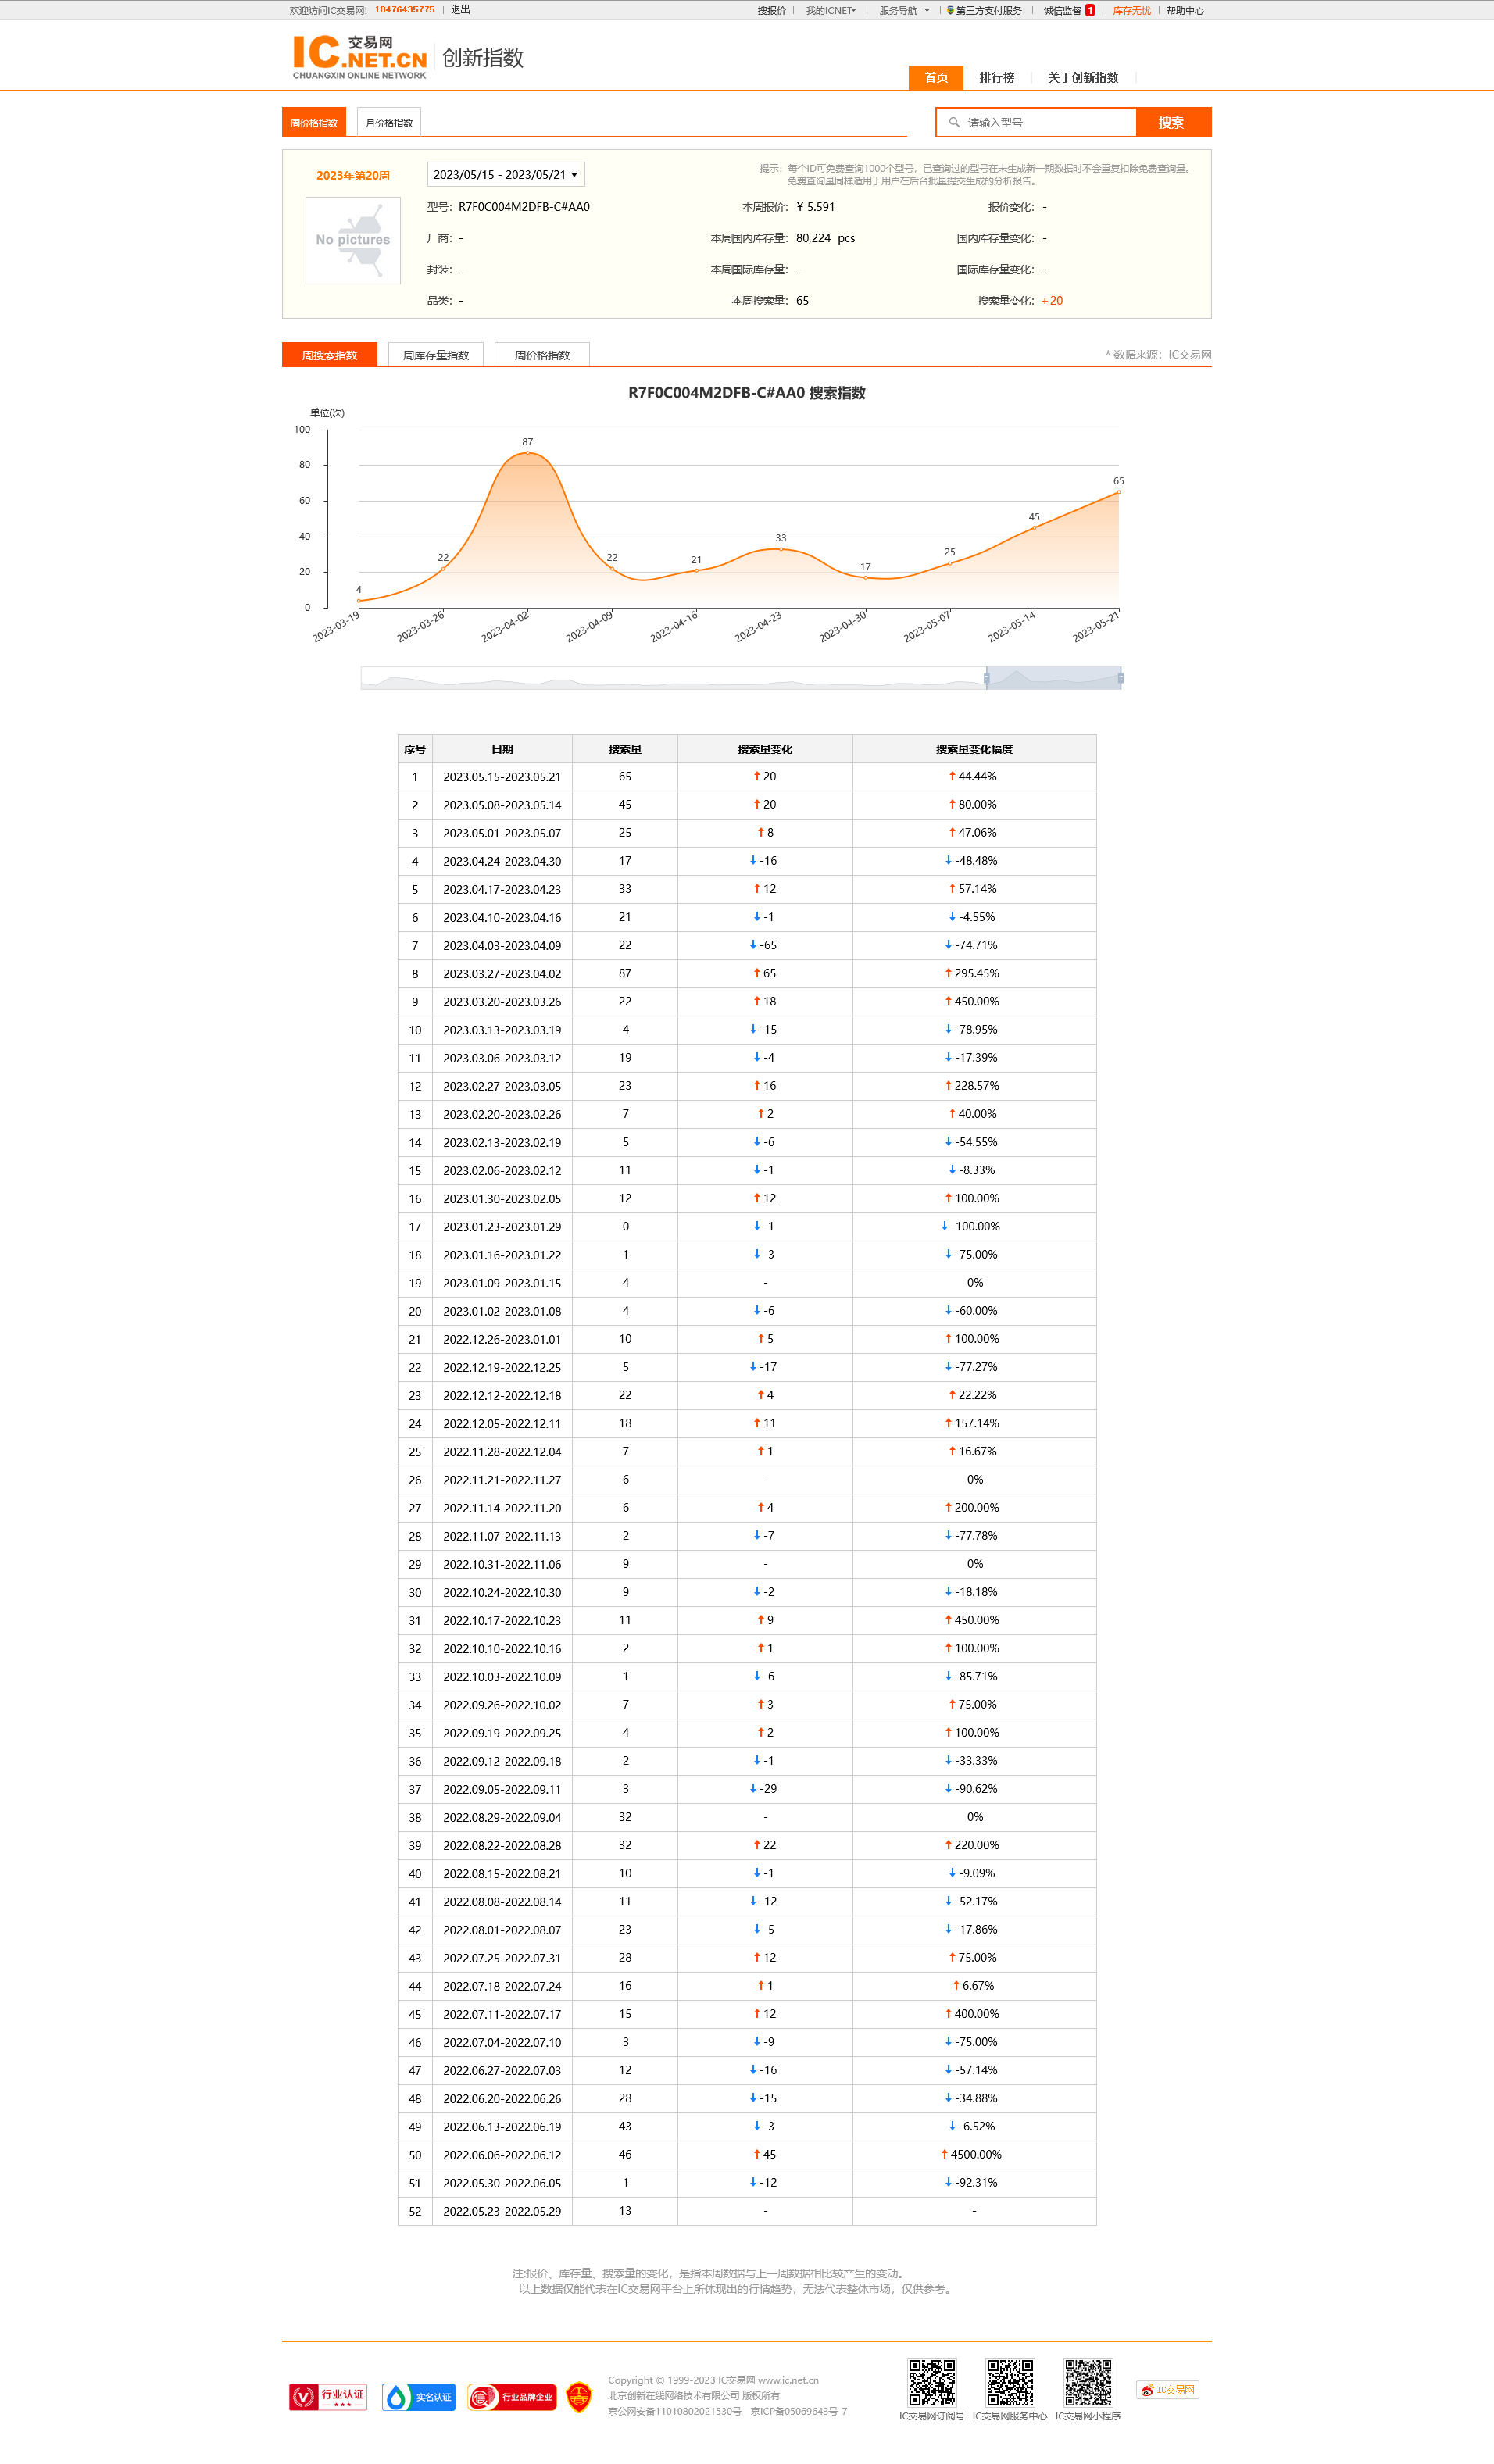 欢迎访问IC交易网! 18476435775 | 退出 搜报价 | 我的ICNET | 服务导航 | 第三方支付服务 | 诚信监督 1 | 库存无忧 | 帮助中心
IC 交易网
.NET.CN 创新指数
CHUANGXIN ONLINE NETWORK
首页 排行榜 关于创新指数
周价格指数 月价格指数 请输入型号 搜索
2023年第20周 2023/05/15 - 2023/05/21
提示：每个ID可免费查询1000个型号，已查询过的型号在未生成新一期数据时不会重复扣除免费查询量。
免费查询量同样适用于用户在后台批量提交生成的分析报告。
No pictures
型号：R7F0C004M2DFB-C#AA0 本周报价：¥ 5.591 报价变化：-
厂商：- 本周国内库存量：80,224 pcs 国内库存量变化：-
封装：- 本周国际库存量：- 国际库存量变化：-
品类：- 本周搜索量：65 搜索量变化：+20
周搜索指数 周库存量指数 周价格指数 * 数据来源：IC交易网
R7F0C004M2DFB-C#AA0 搜索指数
单位(次)
100
80
60
40
20
0
4 22 87 22 21 33 17 25 45 65
2023-03-19 2023-03-26 2023-04-02 2023-04-09 2023-04-16 2023-04-23 2023-04-30 2023-05-07 2023-05-14 2023-05-21
序号 日期 搜索量 搜索量变化 搜索量变化幅度
1 2023.05.15-2023.05.21 65 ↑ 20 ↑ 44.44%
2 2023.05.08-2023.05.14 45 ↑ 20 ↑ 80.00%
3 2023.05.01-2023.05.07 25 ↑ 8 ↑ 47.06%
4 2023.04.24-2023.04.30 17 ↓ -16 ↓ -48.48%
5 2023.04.17-2023.04.23 33 ↑ 12 ↑ 57.14%
6 2023.04.10-2023.04.16 21 ↓ -1 ↓ -4.55%
7 2023.04.03-2023.04.09 22 ↓ -65 ↓ -74.71%
8 2023.03.27-2023.04.02 87 ↑ 65 ↑ 295.45%
9 2023.03.20-2023.03.26 22 ↑ 18 ↑ 450.00%
10 2023.03.13-2023.03.19 4 ↓ -15 ↓ -78.95%
11 2023.03.06-2023.03.12 19 ↓ -4 ↓ -17.39%
12 2023.02.27-2023.03.05 23 ↑ 16 ↑ 228.57%
13 2023.02.20-2023.02.26 7 ↑ 2 ↑ 40.00%
14 2023.02.13-2023.02.19 5 ↓ -6 ↓ -54.55%
15 2023.02.06-2023.02.12 11 ↓ -1 ↓ -8.33%
16 2023.01.30-2023.02.05 12 ↑ 12 ↑ 100.00%
17 2023.01.23-2023.01.29 0 ↓ -1 ↓ -100.00%
18 2023.01.16-2023.01.22 1 ↓ -3 ↓ -75.00%
19 2023.01.09-2023.01.15 4 - 0%
20 2023.01.02-2023.01.08 4 ↓ -6 ↓ -60.00%
21 2022.12.26-2023.01.01 10 ↑ 5 ↑ 100.00%
22 2022.12.19-2022.12.25 5 ↓ -17 ↓ -77.27%
23 2022.12.12-2022.12.18 22 ↑ 4 ↑ 22.22%
24 2022.12.05-2022.12.11 18 ↑ 11 ↑ 157.14%
25 2022.11.28-2022.12.04 7 ↑ 1 ↑ 16.67%
26 2022.11.21-2022.11.27 6 - 0%
27 2022.11.14-2022.11.20 6 ↑ 4 ↑ 200.00%
28 2022.11.07-2022.11.13 2 ↓ -7 ↓ -77.78%
29 2022.10.31-2022.11.06 9 - 0%
30 2022.10.24-2022.10.30 9 ↓ -2 ↓ -18.18%
31 2022.10.17-2022.10.23 11 ↑ 9 ↑ 450.00%
32 2022.10.10-2022.10.16 2 ↑ 1 ↑ 100.00%
33 2022.10.03-2022.10.09 1 ↓ -6 ↓ -85.71%
34 2022.09.26-2022.10.02 7 ↑ 3 ↑ 75.00%
35 2022.09.19-2022.09.25 4 ↑ 2 ↑ 100.00%
36 2022.09.12-2022.09.18 2 ↓ -1 ↓ -33.33%
37 2022.09.05-2022.09.11 3 ↓ -29 ↓ -90.62%
38 2022.08.29-2022.09.04 32 - 0%
39 2022.08.22-2022.08.28 32 ↑ 22 ↑ 220.00%
40 2022.08.15-2022.08.21 10 ↓ -1 ↓ -9.09%
41 2022.08.08-2022.08.14 11 ↓ -12 ↓ -52.17%
42 2022.08.01-2022.08.07 23 ↓ -5 ↓ -17.86%
43 2022.07.25-2022.07.31 28 ↑ 12 ↑ 75.00%
44 2022.07.18-2022.07.24 16 ↑ 1 ↑ 6.67%
45 2022.07.11-2022.07.17 15 ↑ 12 ↑ 400.00%
46 2022.07.04-2022.07.10 3 ↓ -9 ↓ -75.00%
47 2022.06.27-2022.07.03 12 ↓ -16 ↓ -57.14%
48 2022.06.20-2022.06.26 28 ↓ -15 ↓ -34.88%
49 2022.06.13-2022.06.19 43 ↓ -3 ↓ -6.52%
50 2022.06.06-2022.06.12 46 ↑ 45 ↑ 4500.00%
51 2022.05.30-2022.06.05 1 ↓ -12 ↓ -92.31%
52 2022.05.23-2022.05.29 13 - -
注:报价、库存量、搜索量的变化，是指本周数据与上一周数据相比较产生的变动。
以上数据仅能代表在IC交易网平台上所体现出的行情趋势，无法代表整体市场，仅供参考。
行业认证 实名认证 行业品牌企业
Copyright © 1999-2023 IC交易网 www.ic.net.cn
北京创新在线网络技术有限公司 版权所有
京公网安备11010802021530号 京ICP备05069643号-7
IC交易网订阅号 IC交易网服务中心 IC交易网小程序
IC交易网